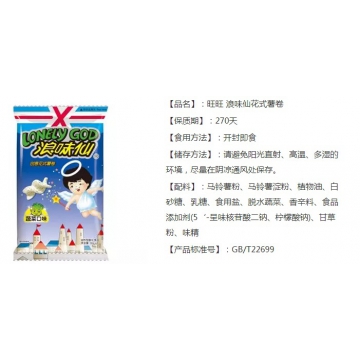 LONELY GOD
浪味仙
蔬菜口味
【品名】：旺旺 浪味仙花式薯卷
【保质期】：270天
【食用方法】：开封即食
【储存方法】：请避免阳光直射、高温、多湿的
环境，尽量在阴凉通风处保存。
【配料】：马铃薯粉、马铃薯淀粉、植物油、白
砂糖、乳糖、食用盐、脱水蔬菜、香辛料、食品
添加剂(5‘-呈味核苷酸二钠、柠檬酸钠)、甘草
粉、味精
【产品标准号】：GB/T22699